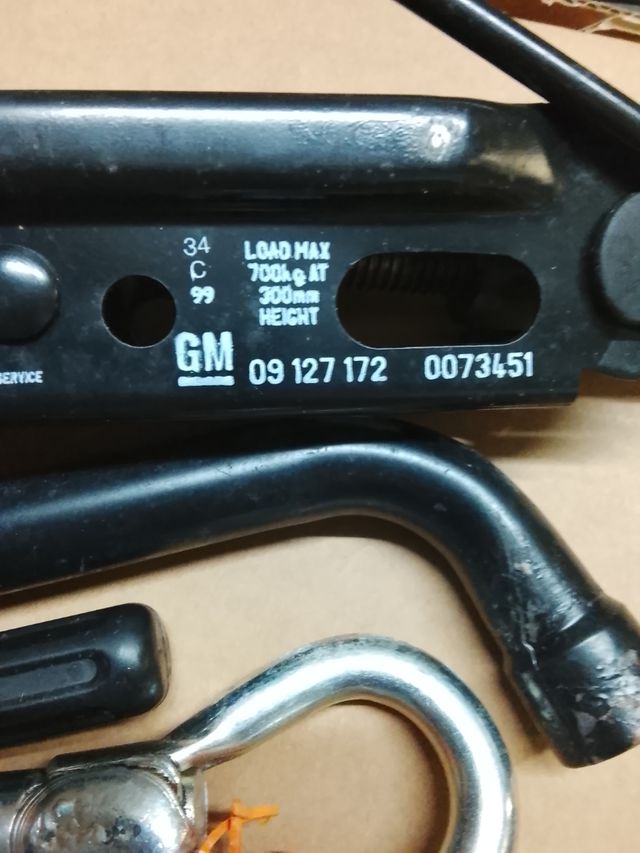 34
C
99
LOAD MAX
700kg AT
300mm
HEIGHT
GM
SERVICE
09 127 172 0073451